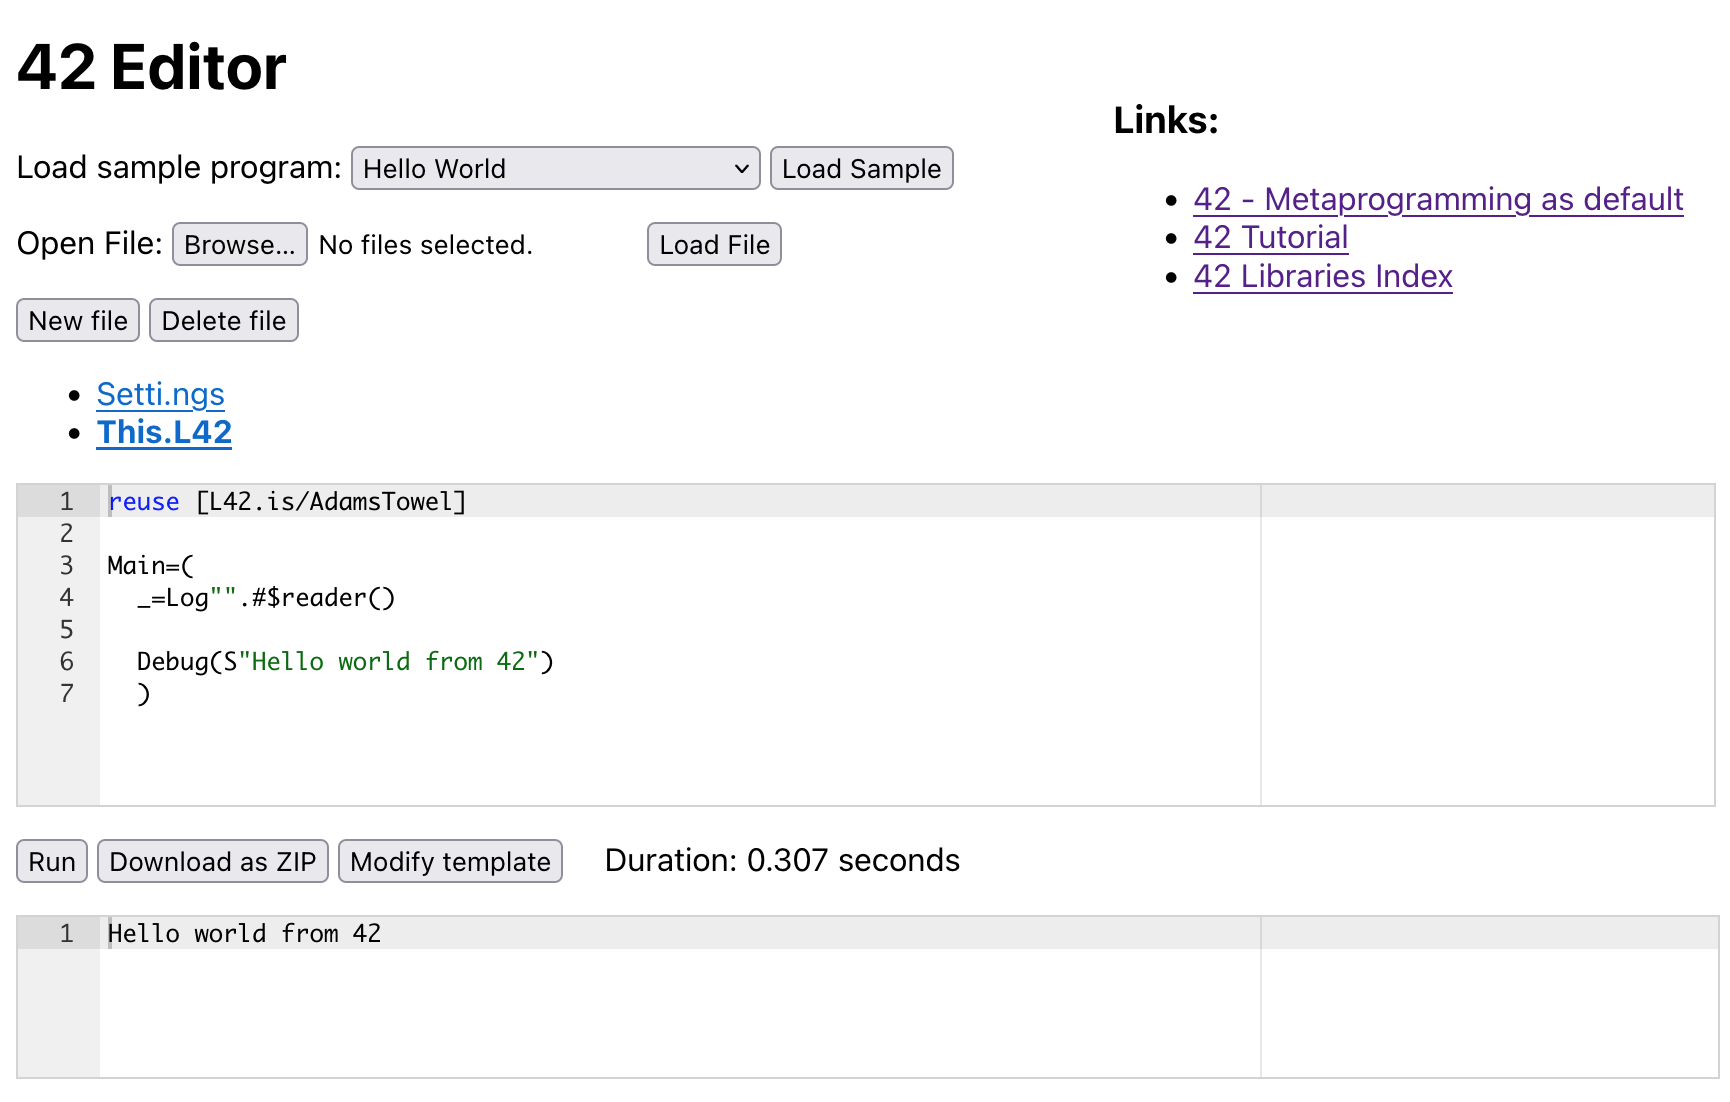 42 Editor
Load sample program: Hello World Load Sample
Open File: Browse... No files selected. Load File
New file Delete file
Setti.ngs
This.L42
Links:
42 - Metaprogramming as default
42 Tutorial
42 Libraries Index
1 reuse [L42.is/AdamsTowel]
2
3 Main=(
4   _=Log"".#$reader()
5
6   Debug(S"Hello world from 42")
7   )
Run Download as ZIP Modify template Duration: 0.307 seconds
1 Hello world from 42